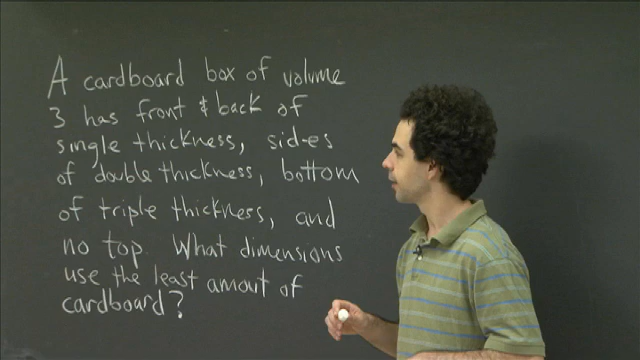 A cardboard box of volume
3 has front & back of
single thickness, sides
of double thickness, bottom
of triple thickness, and
no top. What dimensions
use the least amout of
cardboard?